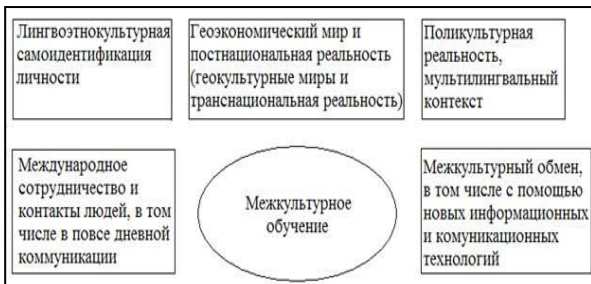 Лингвоэтнокультурная
самоидентификация
личности
Геоэкономический мир и
постнациональная реальность
(геокультурные миры и
транснациональная реальность)
Поликультурная
реальность,
мультилингвальный
контекст
Международное
сотрудничество и
контакты людей, в том
числе в повсе дневной
коммуникации
Межкультурное
обучение
Межкультурный обмен,
в том числе с помощью
новых информационных
и комуникационных
технологий